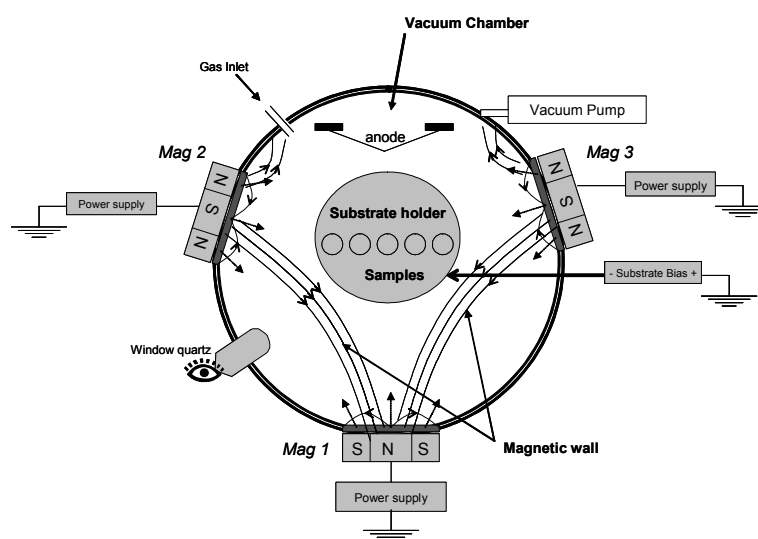 Vacuum Chamber
Gas Inlet
Vacuum Pump
anode
Mag 2
Mag 3
N
S
N
N
S
N
Power supply
Power supply
Substrate holder
Samples
- Substrate Bias +
Window quartz
Mag 1
S N S
Magnetic wall
Power supply